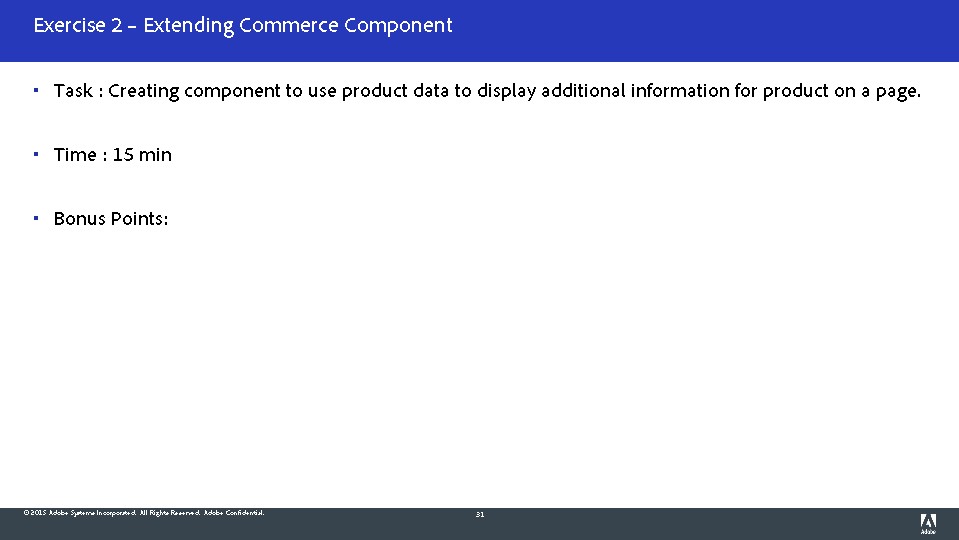 Exercise 2 – Extending Commerce Component
▪ Task : Creating component to use product data to display additional information for product on a page.
▪ Time : 15 min
▪ Bonus Points:
© 2015 Adobe Systems Incorporated. All Rights Reserved. Adobe Confidential.
31
Adobe